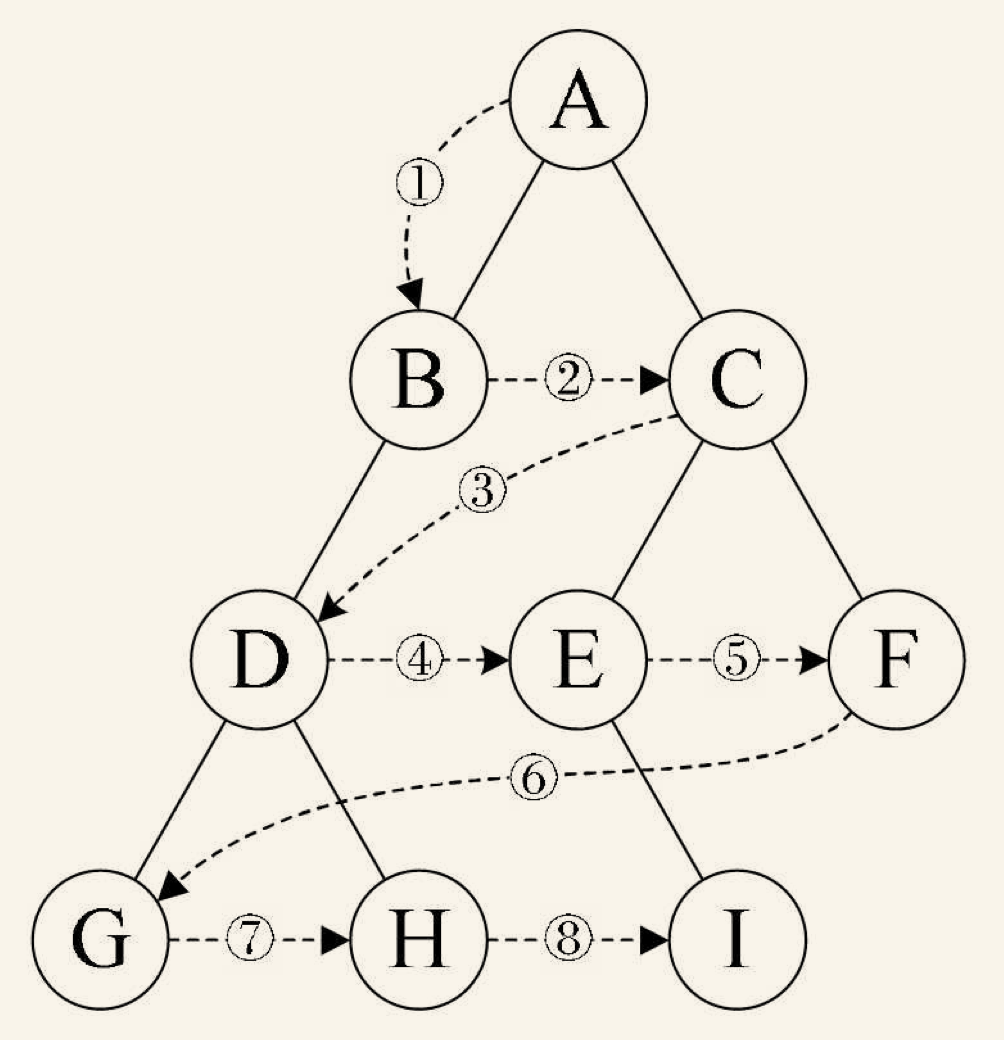 A
①
B ② C
③
D ④ E ⑤ F
⑥
G ⑦ H ⑧ I